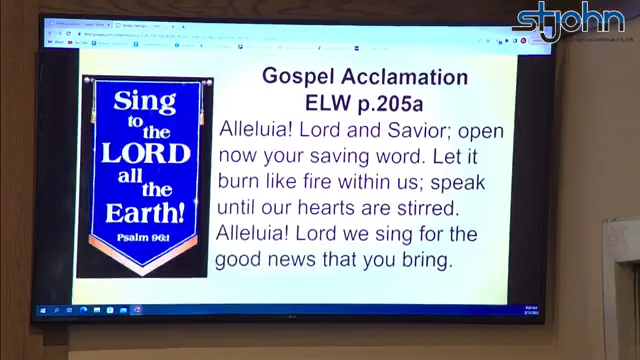 stjohn
Gospel Acclamation
ELW p.205a
Alleluia! Lord and Savior; open
now your saving word. Let it
burn like fire within us; speak
until our hearts are stirred.
Alleluia! Lord we sing for the
good news that you bring.
Sing
to the
LORD
all the
Earth!
Psalm 96:1